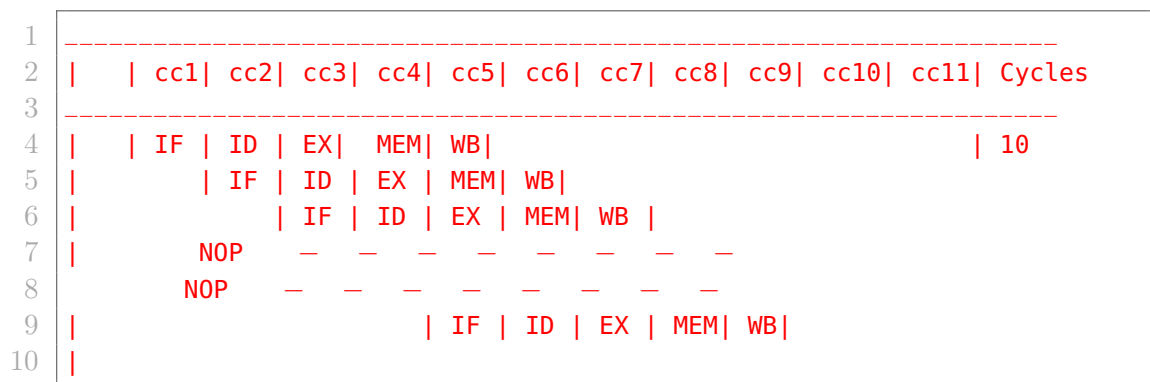 1 ____________________________________________________________________
2 |   | cc1| cc2| cc3| cc4| cc5| cc6| cc7| cc8| cc9| cc10| cc11| Cycles
3 ____________________________________________________________________
4 |   | IF | ID | EX|  MEM| WB|                                 | 10
5 |        | IF | ID | EX | MEM| WB|
6 |             | IF | ID | EX | MEM| WB |
7 |        NOP    –   –   –   –   –   –   –   –
8         NOP    –   –   –   –   –   –   –   –
9 |                       | IF | ID | EX | MEM| WB|
10 |